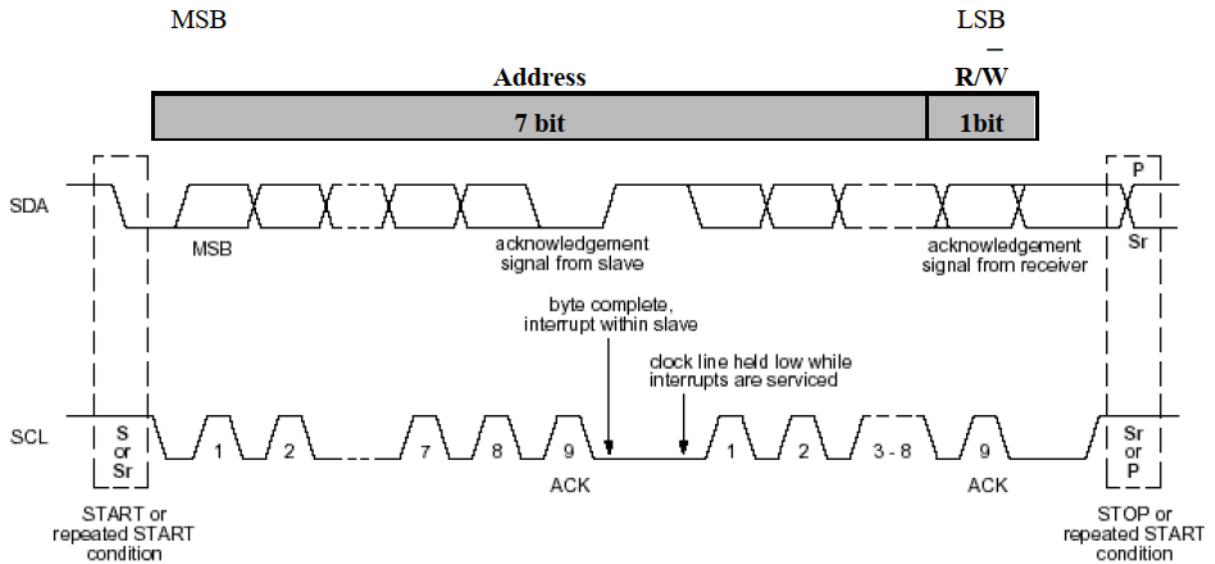 MSB LSB
Address R/W
7 bit 1bit
P
SDA
MSB
acknowledgement
signal from slave
acknowledgement
signal from receiver
Sr
byte complete,
interrupt within slave
clock line held low while
interrupts are serviced
SCL
S
or
Sr
1 2 7 8 9 1 2 3 - 8 9
Sr
or
P
ACK ACK
START or
repeated START
condition
STOP or
repeated START
condition